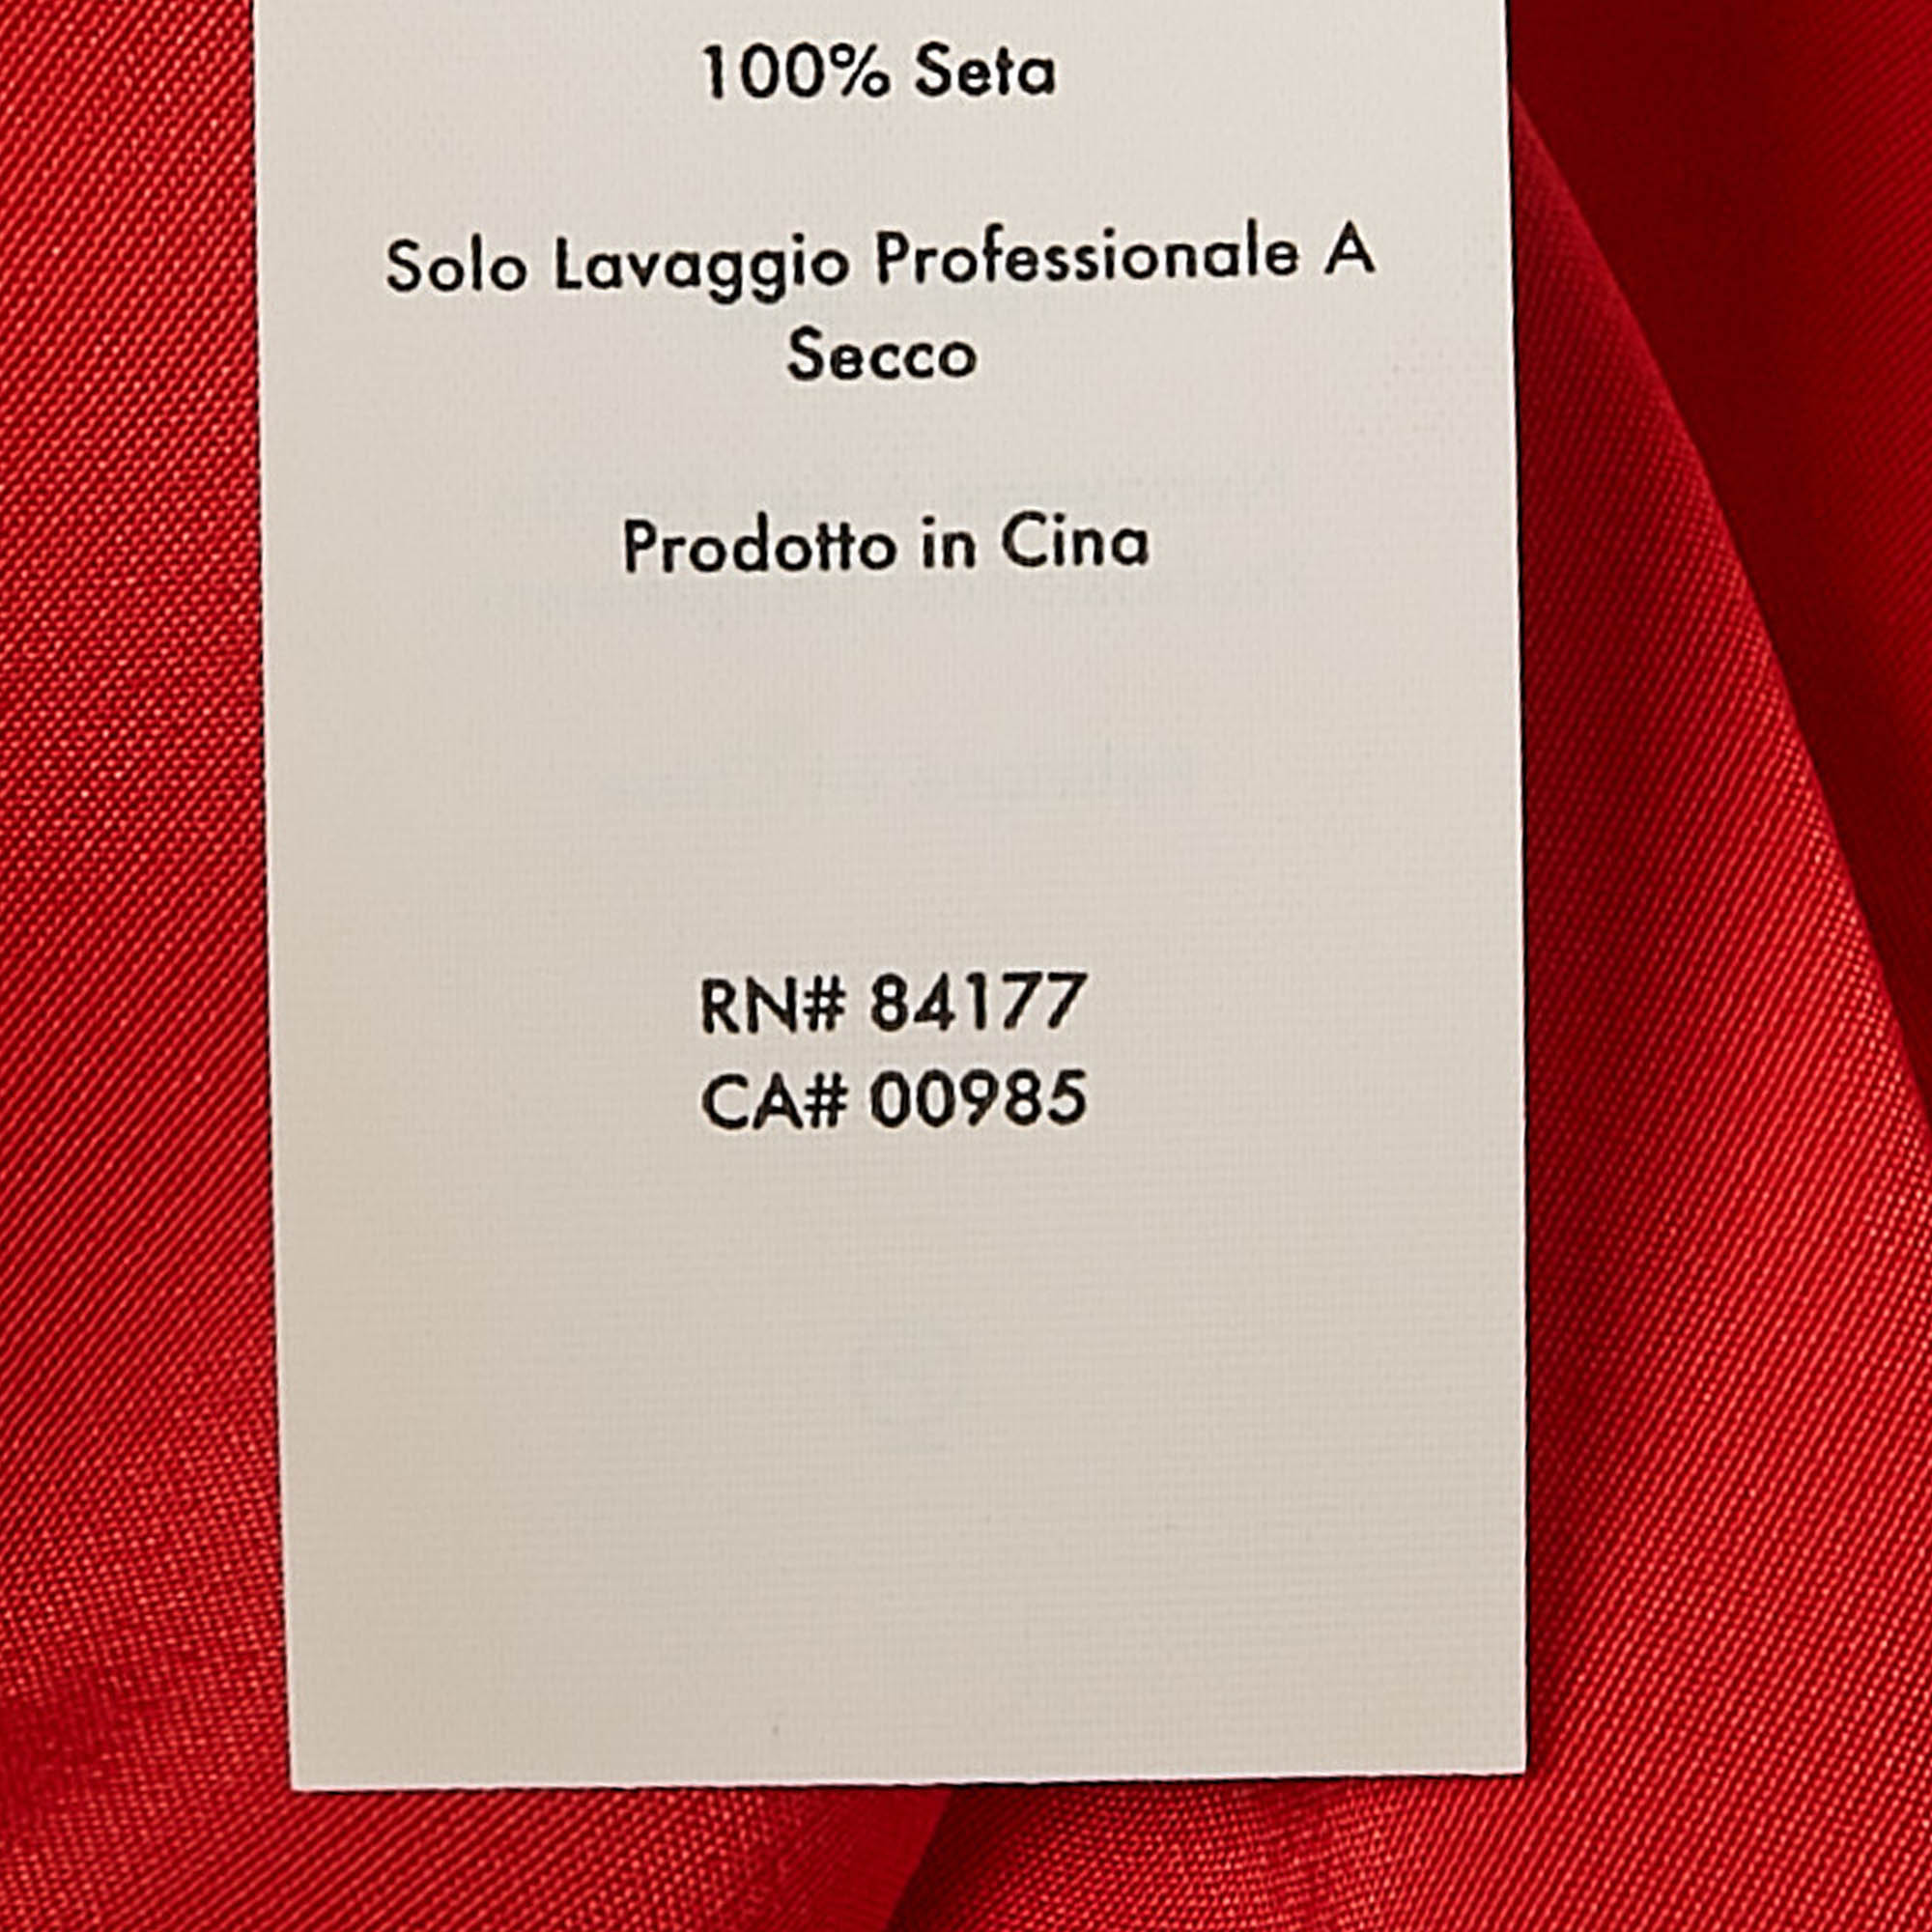 100% Seta
Solo Lavaggio Professionale A
Secco
Prodotto in Cina
RN# 84177
CA# 00985